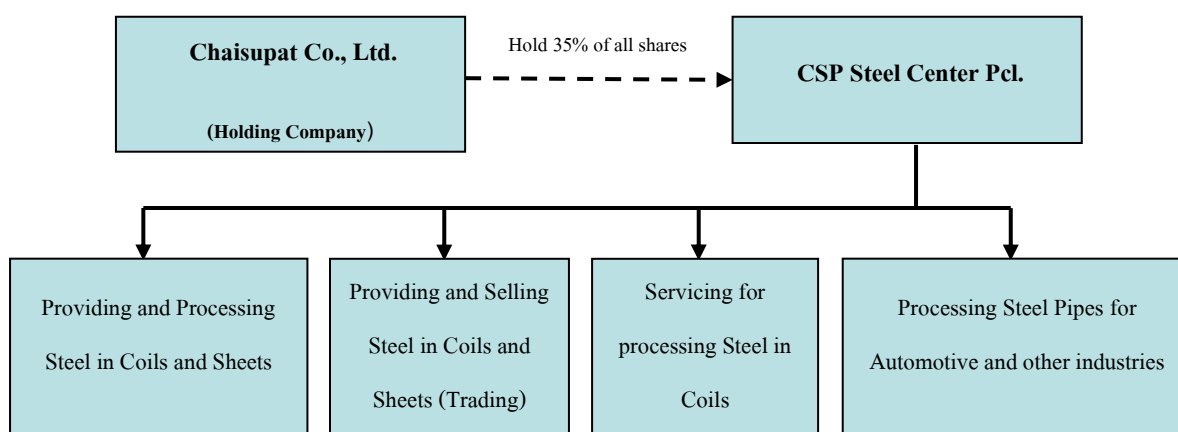 Chaisupat Co., Ltd.
(Holding Company)
Hold 35% of all shares
CSP Steel Center Pcl.
Providing and Processing
Steel in Coils and Sheets
Providing and Selling
Steel in Coils and
Sheets (Trading)
Servicing for
processing Steel in
Coils
Processing Steel Pipes for
Automotive and other industries